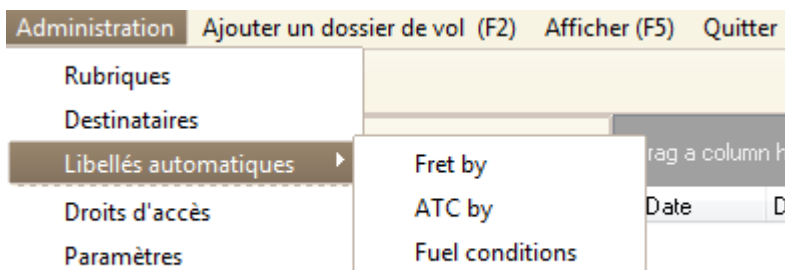 Administration Ajouter un dossier de vol (F2) Afficher (F5) Quitter
Rubriques
Destinataires
Libellés automatiques
Fret by
rag a column h
Droits d'accès
ATC by
Date D
Paramètres
Fuel conditions